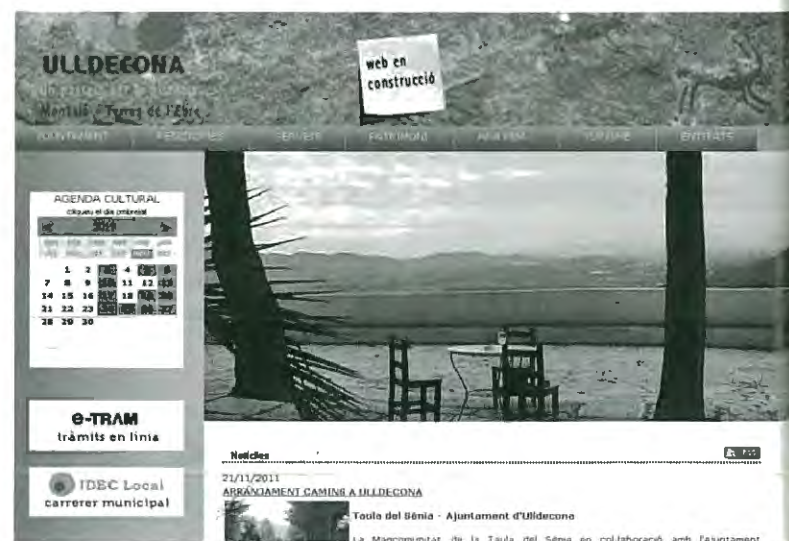 ULLDECONA
web en
construcció
Montsià / Terres de l'Ebre
AJUNTAMENT
SERVEIS
PATRIMONI
TURISME
ENTITATS
AGENDA CULTURAL
cliqueu el dia ombrejat
1 2 4
7 8 9 11 12
14 15 16 18
21 22 23
28 29 30
e-TRAM
tràmits en línia
IDEC Local
carrerer municipal
Notícies
21/11/2011
ARRANJAMENT CAMINS A ULLDECONA
Taula del Sénia - Ajuntament d'Ulldecona
La Mancomunitat de la Taula del Sénia en col·laboració amb l'Ajuntament